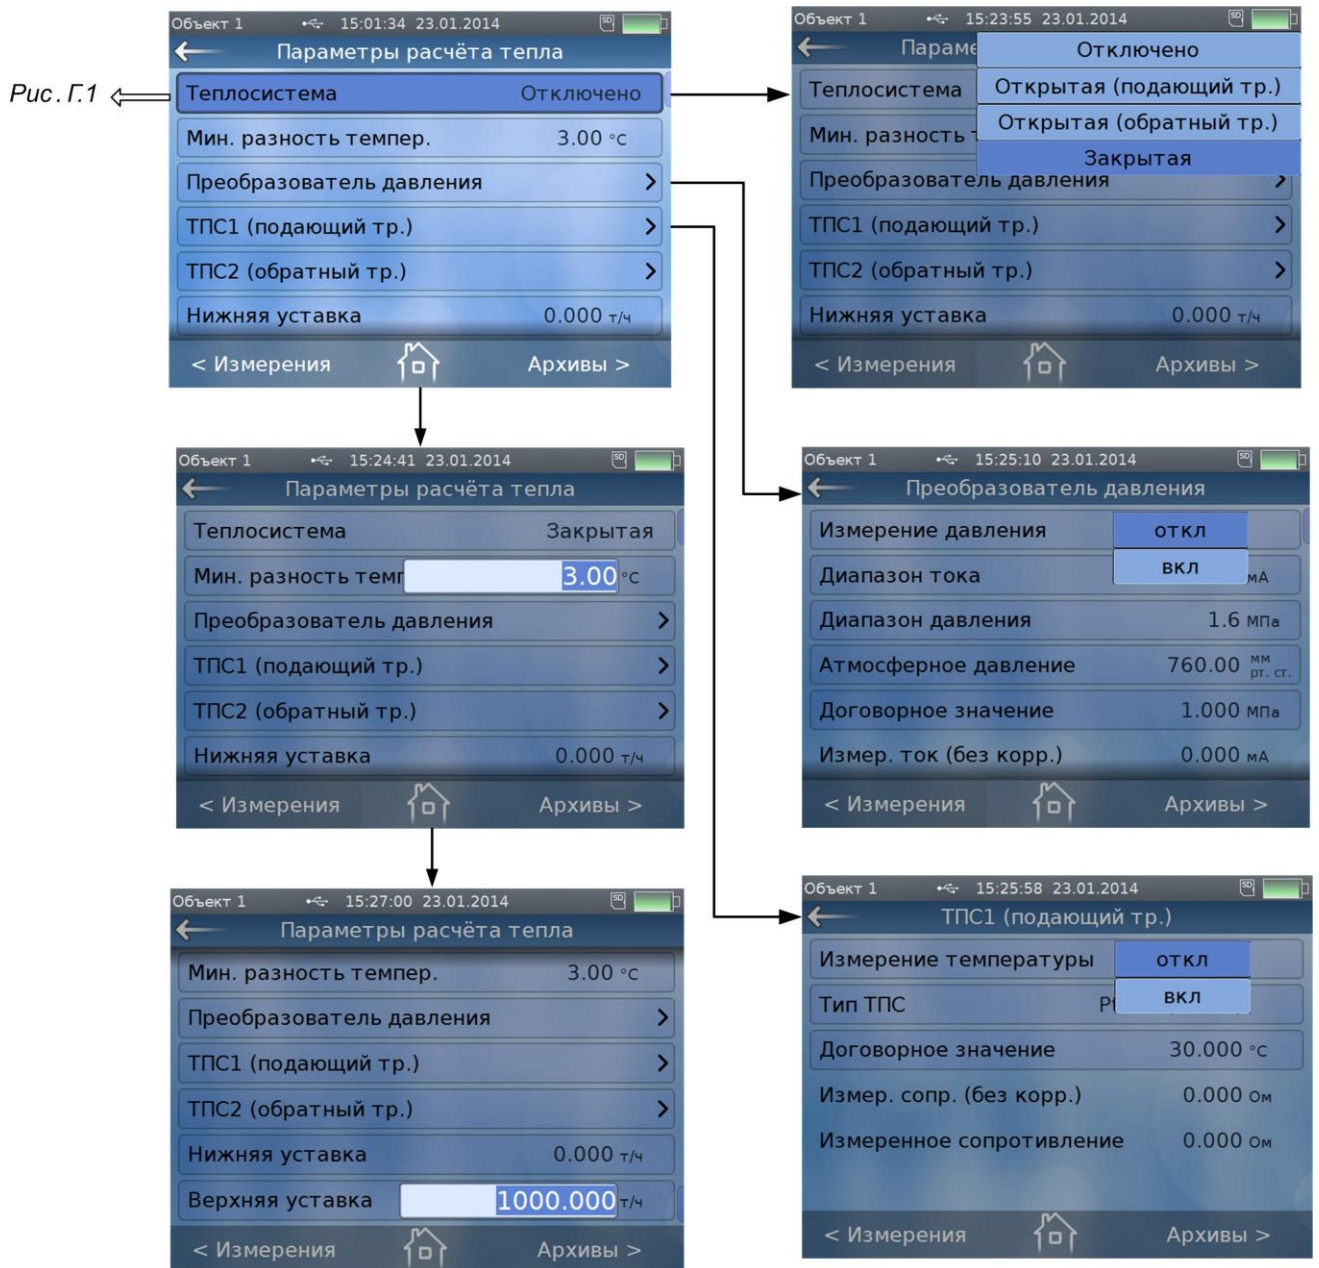 Рис. Г.1
Объект 1 15:01:34 23.01.2014 SD
Параметры расчёта тепла
Теплосистема Отключено
Мин. разность темпер. 3.00 °C
Преобразователь давления
ТПС1 (подающий тр.)
ТПС2 (обратный тр.)
Нижняя уставка 0.000 т/ч
< Измерения Архивы >
Объект 1 15:23:55 23.01.2014 SD
Параме
Отключено
Открытая (подающий тр.)
Открытая (обратный тр.)
Закрытая
Теплосистема
Мин. разность т
Преобразователь давления
ТПС1 (подающий тр.)
ТПС2 (обратный тр.)
Нижняя уставка 0.000 т/ч
< Измерения Архивы >
Объект 1 15:24:41 23.01.2014 SD
Параметры расчёта тепла
Теплосистема Закрытая
Мин. разность темп 3.00 °C
Преобразователь давления
ТПС1 (подающий тр.)
ТПС2 (обратный тр.)
Нижняя уставка 0.000 т/ч
< Измерения Архивы >
Объект 1 15:25:10 23.01.2014 SD
Преобразователь давления
Измерение давления откл
вкл
Диапазон тока мА
Диапазон давления 1.6 МПа
Атмосферное давление 760.00 мм рт. ст.
Договорное значение 1.000 МПа
Измер. ток (без корр.) 0.000 мА
< Измерения Архивы >
Объект 1 15:27:00 23.01.2014 SD
Параметры расчёта тепла
Мин. разность темпер. 3.00 °C
Преобразователь давления
ТПС1 (подающий тр.)
ТПС2 (обратный тр.)
Нижняя уставка 0.000 т/ч
Верхняя уставка 1000.000 т/ч
< Измерения Архивы >
Объект 1 15:25:58 23.01.2014 SD
ТПС1 (подающий тр.)
Измерение температуры откл
вкл
Тип ТПС
Договорное значение 30.000 °C
Измер. сопр. (без корр.) 0.000 Ом
Измеренное сопротивление 0.000 Ом
< Измерения Архивы >